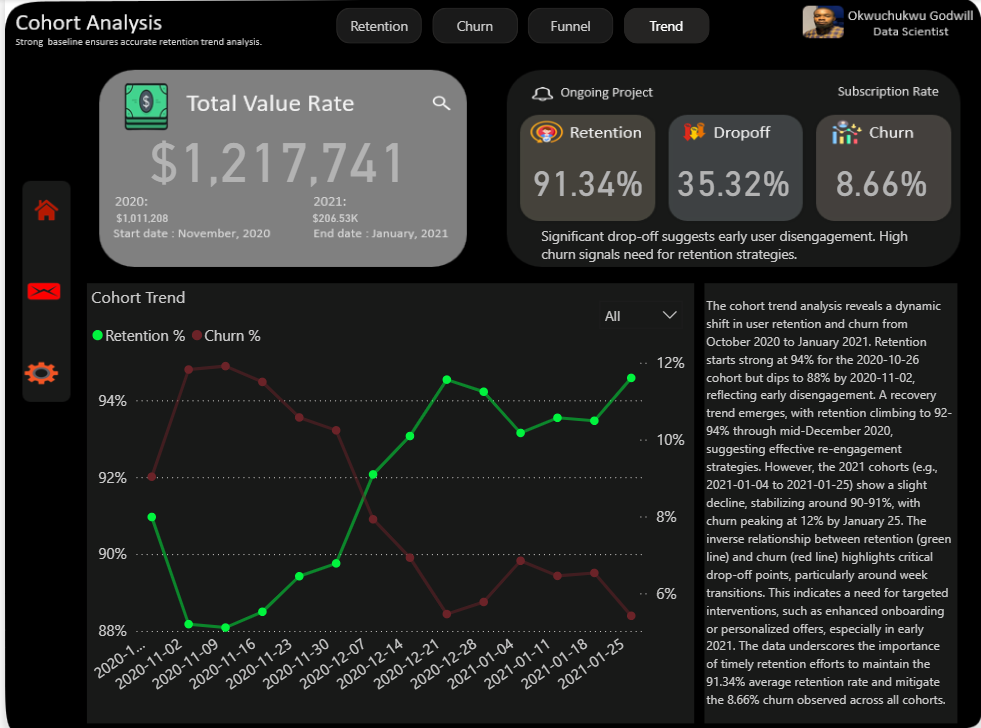 Cohort Analysis
Strong baseline ensures accurate retention trend analysis.
Retention
Churn
Funnel
Trend
Okwuchukwu Godwill
Data Scientist
Total Value Rate
$1,217,741
2020:
$1,011,208
Start date : November, 2020
2021:
$206.53K
End date : January, 2021
Ongoing Project
Subscription Rate
Retention
91.34%
Dropoff
35.32%
Churn
8.66%
Significant drop-off suggests early user disengagement. High
churn signals need for retention strategies.
Cohort Trend
All
Retention %
Churn %
94%
92%
90%
88%
12%
10%
8%
6%
2020-1...
2020-11-02
2020-11-09
2020-11-16
2020-11-23
2020-11-30
2020-12-07
2020-12-14
2020-12-21
2020-12-28
2021-01-04
2021-01-11
2021-01-18
2021-01-25
The cohort trend analysis reveals a dynamic
shift in user retention and churn from
October 2020 to January 2021. Retention
starts strong at 94% for the 2020-10-26
cohort but dips to 88% by 2020-11-02,
reflecting early disengagement. A recovery
trend emerges, with retention climbing to 92-
94% through mid-December 2020,
suggesting effective re-engagement
strategies. However, the 2021 cohorts (e.g.,
2021-01-04 to 2021-01-25) show a slight
decline, stabilizing around 90-91%, with
churn peaking at 12% by January 25. The
inverse relationship between retention (green
line) and churn (red line) highlights critical
drop-off points, particularly around week
transitions. This indicates a need for targeted
interventions, such as enhanced onboarding
or personalized offers, especially in early
2021. The data underscores the importance
of timely retention efforts to maintain the
91.34% average retention rate and mitigate
the 8.66% churn observed across all cohorts.